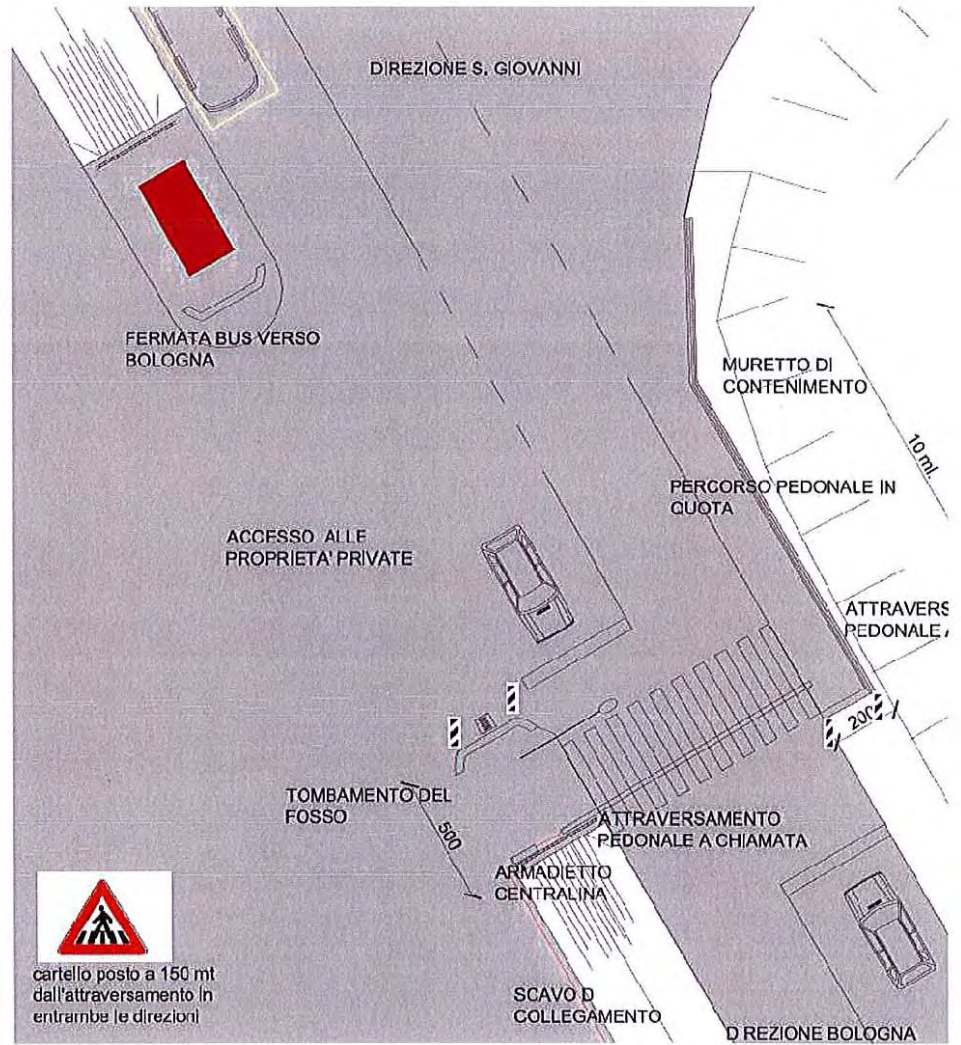 DIREZIONE S. GIOVANNI
FERMATA BUS VERSO
BOLOGNA
MURETTO DI
CONTENIMENTO
10 ml.
PERCORSO PEDONALE IN
QUOTA
ACCESSO ALLE
PROPRIETA' PRIVATE
ATTRAVERS
PEDONALE A
200
TOMBAMENTO DEL
FOSSO
500
ATTRAVERSAMENTO
PEDONALE A CHIAMATA
ARMADIETTO
CENTRALINA
cartello posto a 150 mt
dall'attraversamento in
entrambe le direzioni
SCAVO D
COLLEGAMENTO
D REZIONE BOLOGNA